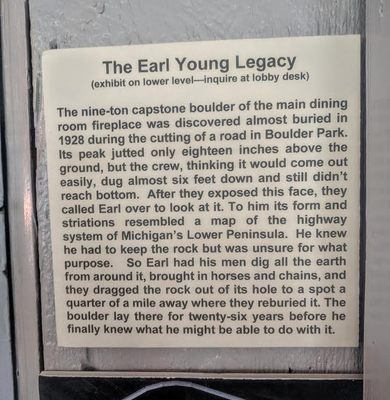 The Earl Young Legacy
(exhibit on lower level—inquire at lobby desk)
The nine-ton capstone boulder of the main dining
room fireplace was discovered almost buried in
1928 during the cutting of a road in Boulder Park.
Its peak jutted only eighteen inches above the
ground, but the crew, thinking it would come out
easily, dug almost six feet down and still didn't
reach bottom. After they exposed this face, they
called Earl over to look at it. To him its form and
striations resembled a map of the highway
system of Michigan's Lower Peninsula. He knew
he had to keep the rock but was unsure for what
purpose. So Earl had his men dig all the earth
from around it, brought in horses and chains, and
they dragged the rock out of its hole to a spot a
quarter of a mile away where they reburied it. The
boulder lay there for twenty-six years before he
finally knew what he might be able to do with it.